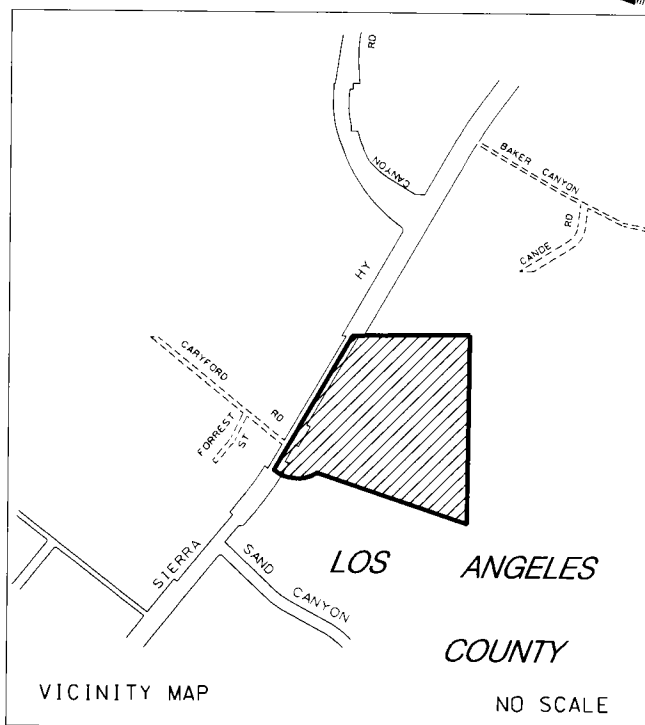 RD
CANYON
BAKER CANYON
RD
CANDE
HY
CARYFORD
RD
FORREST
ST
SIERRA
SAND
CANYON
LOS ANGELES
COUNTY
VICINITY MAP
NO SCALE